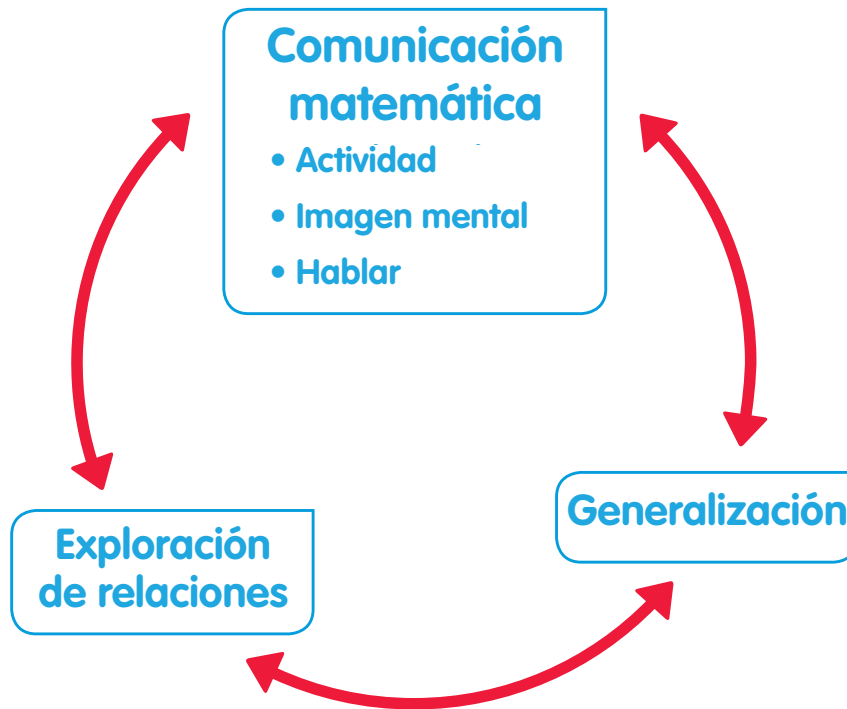 Comunicación
matemática
• Actividad
• Imagen mental
• Hablar
Exploración
de relaciones
Generalización